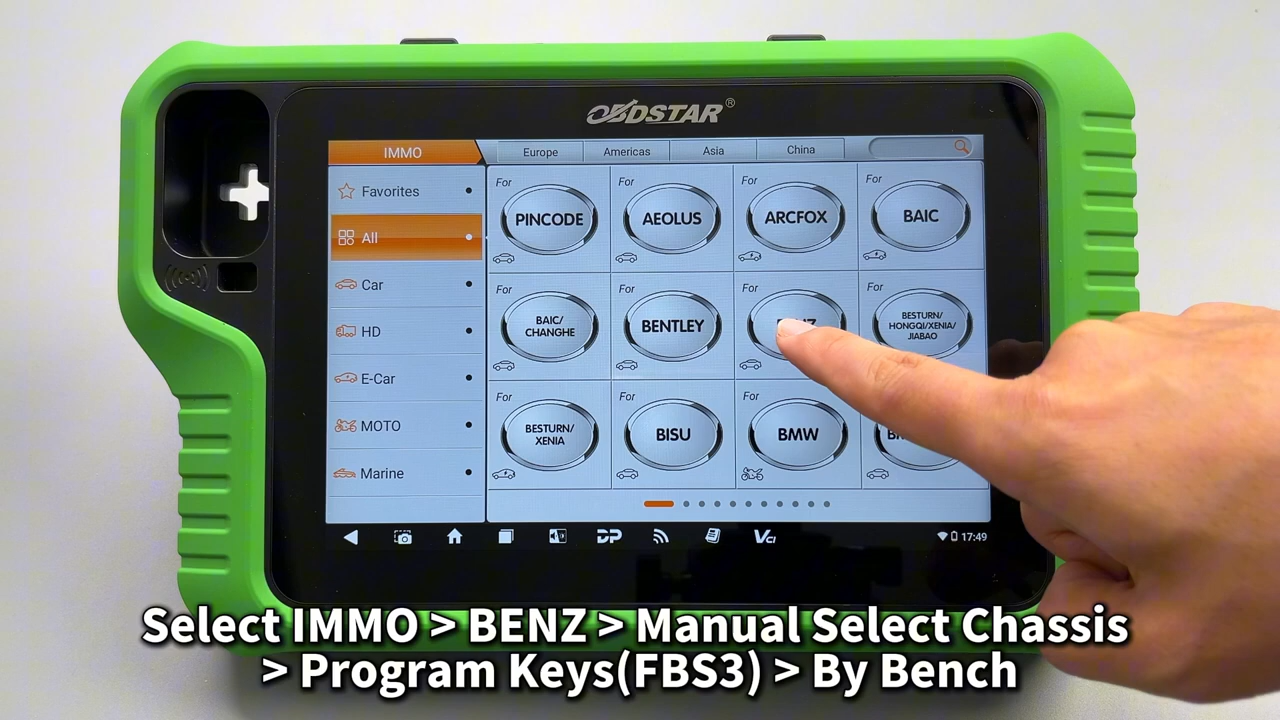 OBDSTAR®
IMMO
Europe
Americas
Asia
China
Favorites
All
Car
HD
E-Car
MOTO
Marine
For
PINCODE
For
AEOLUS
For
ARCFOX
For
BAIC
For
BAIC/
CHANGHE
For
BENTLEY
For
For
BESTURN/
HONGQI/XENIA/
JIABAO
For
BESTURN/
XENIA
For
BISU
For
BMW
DP
VCI
17:49
Select IMMO > BENZ > Manual Select Chassis
> Program Keys(FBS3) > By Bench